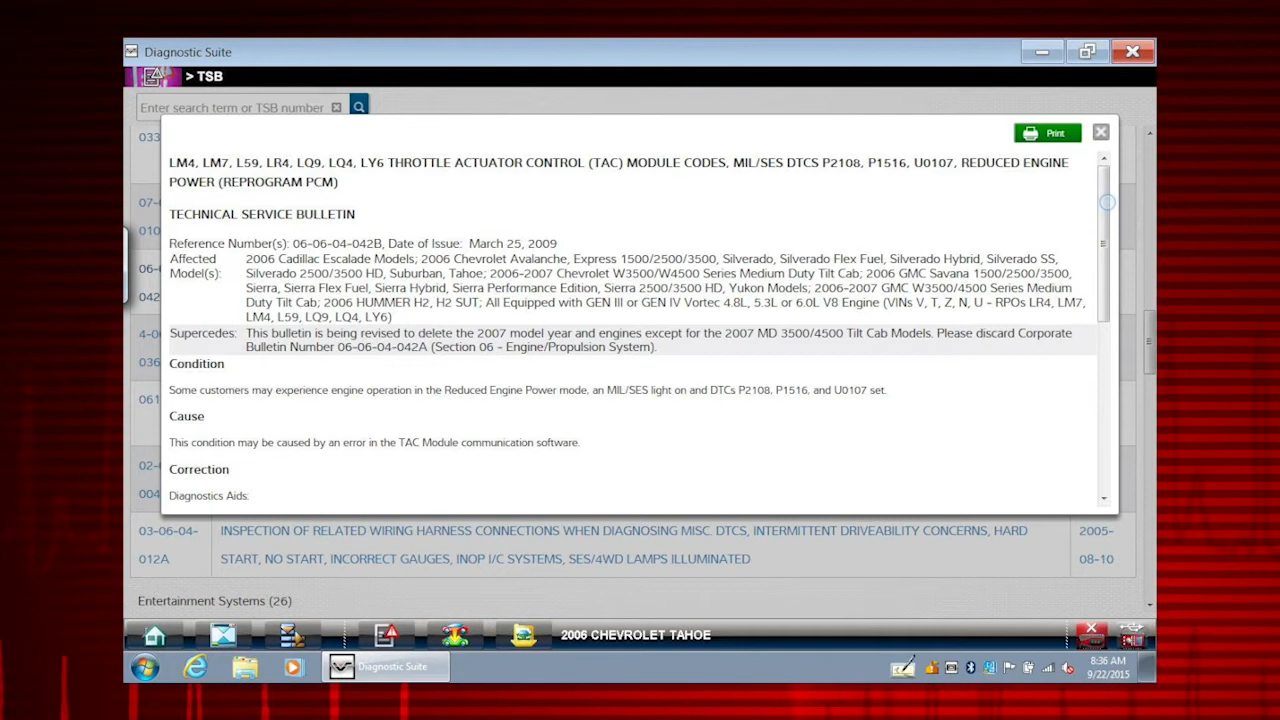 Diagnostic Suite
> TSB
Enter search term or TSB number
033
Print
LM4, LM7, L59, LR4, LQ9, LQ4, LY6 THROTTLE ACTUATOR CONTROL (TAC) MODULE CODES, MIL/SES DTCS P2108, P1516, U0107, REDUCED ENGINE
POWER (REPROGRAM PCM)
07-
TECHNICAL SERVICE BULLETIN
010
Reference Number(s): 06-06-04-042B, Date of Issue: March 25, 2009
Affected 2006 Cadillac Escalade Models; 2006 Chevrolet Avalanche, Express 1500/2500/3500, Silverado, Silverado Flex Fuel, Silverado Hybrid, Silverado SS,
Model(s): Silverado 2500/3500 HD, Suburban, Tahoe; 2006-2007 Chevrolet W3500/W4500 Series Medium Duty Tilt Cab; 2006 GMC Savana 1500/2500/3500,
06-
Sierra, Sierra Flex Fuel, Sierra Hybrid, Sierra Performance Edition, Sierra 2500/3500 HD, Yukon Models; 2006-2007 GMC W3500/4500 Series Medium
042
Duty Tilt Cab; 2006 HUMMER H2, H2 SUT; All Equipped with GEN III or GEN IV Vortec 4.8L, 5.3L or 6.0L V8 Engine (VINs V, T, Z, N, U - RPOs LR4, LM7,
LM4, L59, LQ9, LQ4, LY6)
4-0
Supercedes: This bulletin is being revised to delete the 2007 model year and engines except for the 2007 MD 3500/4500 Tilt Cab Models. Please discard Corporate
Bulletin Number 06-06-04-042A (Section 06 - Engine/Propulsion System).
036
Condition
Some customers may experience engine operation in the Reduced Engine Power mode, an MIL/SES light on and DTCs P2108, P1516, and U0107 set.
061
Cause
This condition may be caused by an error in the TAC Module communication software.
02-
Correction
004
Diagnostics Aids:
03-06-04- INSPECTION OF RELATED WIRING HARNESS CONNECTIONS WHEN DIAGNOSING MISC. DTCS, INTERMITTENT DRIVEABILITY CONCERNS, HARD 2005-
012A START, NO START, INCORRECT GAUGES, INOP I/C SYSTEMS, SES/4WD LAMPS ILLUMINATED 08-10
Entertainment Systems (26)
2006 CHEVROLET TAHOE
Diagnostic Suite
8:36 AM
9/22/2015